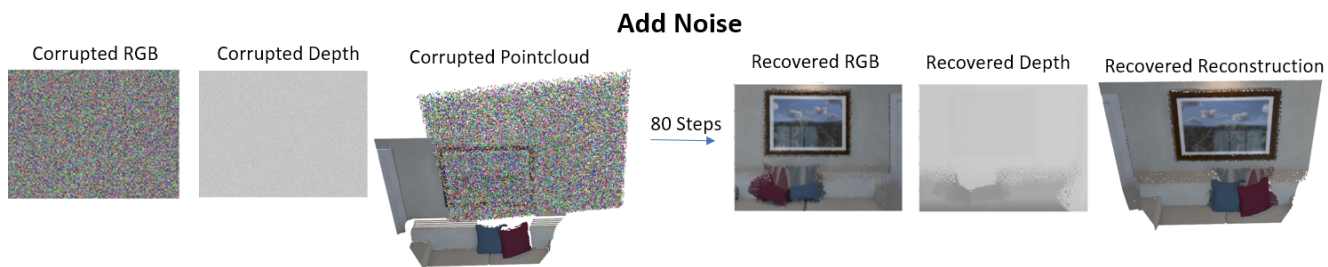 Add Noise
Corrupted RGB
Corrupted Depth
Corrupted Pointcloud
80 Steps
Recovered RGB
Recovered Depth
Recovered Reconstruction